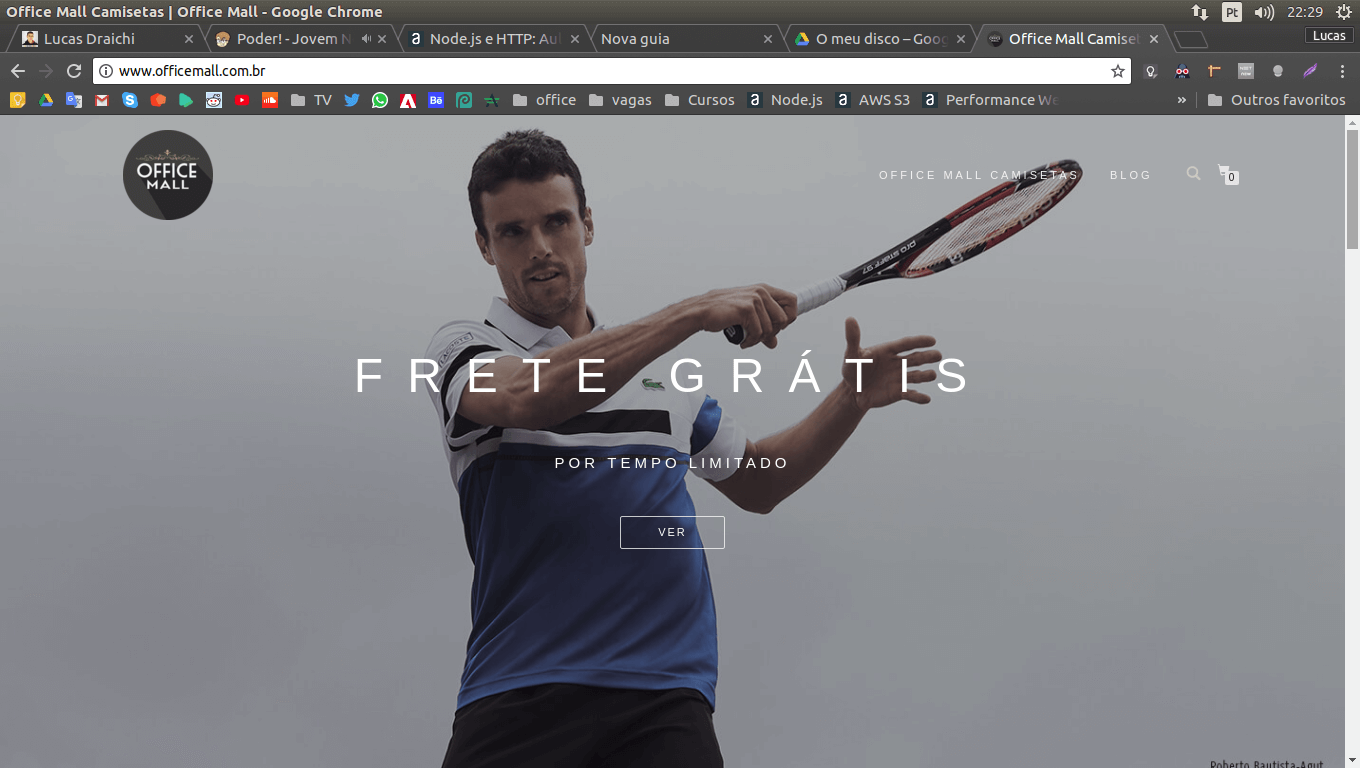 Office Mall Camisetas | Office Mall - Google Chrome
Pt
22:29
Lucas Draichi
Poder! - Jovem N
Node.js e HTTP: Aul
Nova guia
O meu disco – Goog
Office Mall Camiset
Lucas
www.officemall.com.br
TV
office
vagas
Cursos
Node.js
AWS S3
Performance We
»
Outros favoritos
OFFICE
MALL
OFFICE MALL CAMISETAS
BLOG
0
PRO STAFF 97
LACOSTE
FRETE GRÁTIS
POR TEMPO LIMITADO
VER
Roberto Bautista-Agut